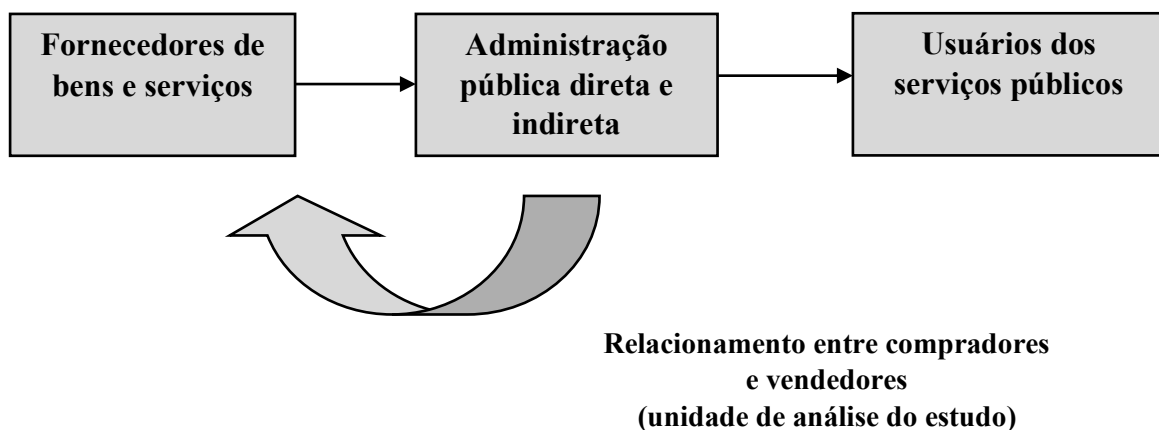 Fornecedores de
bens e serviços
Administração
pública direta e
indireta
Usuários dos
serviços públicos
Relacionamento entre compradores
e vendedores
(unidade de análise do estudo)